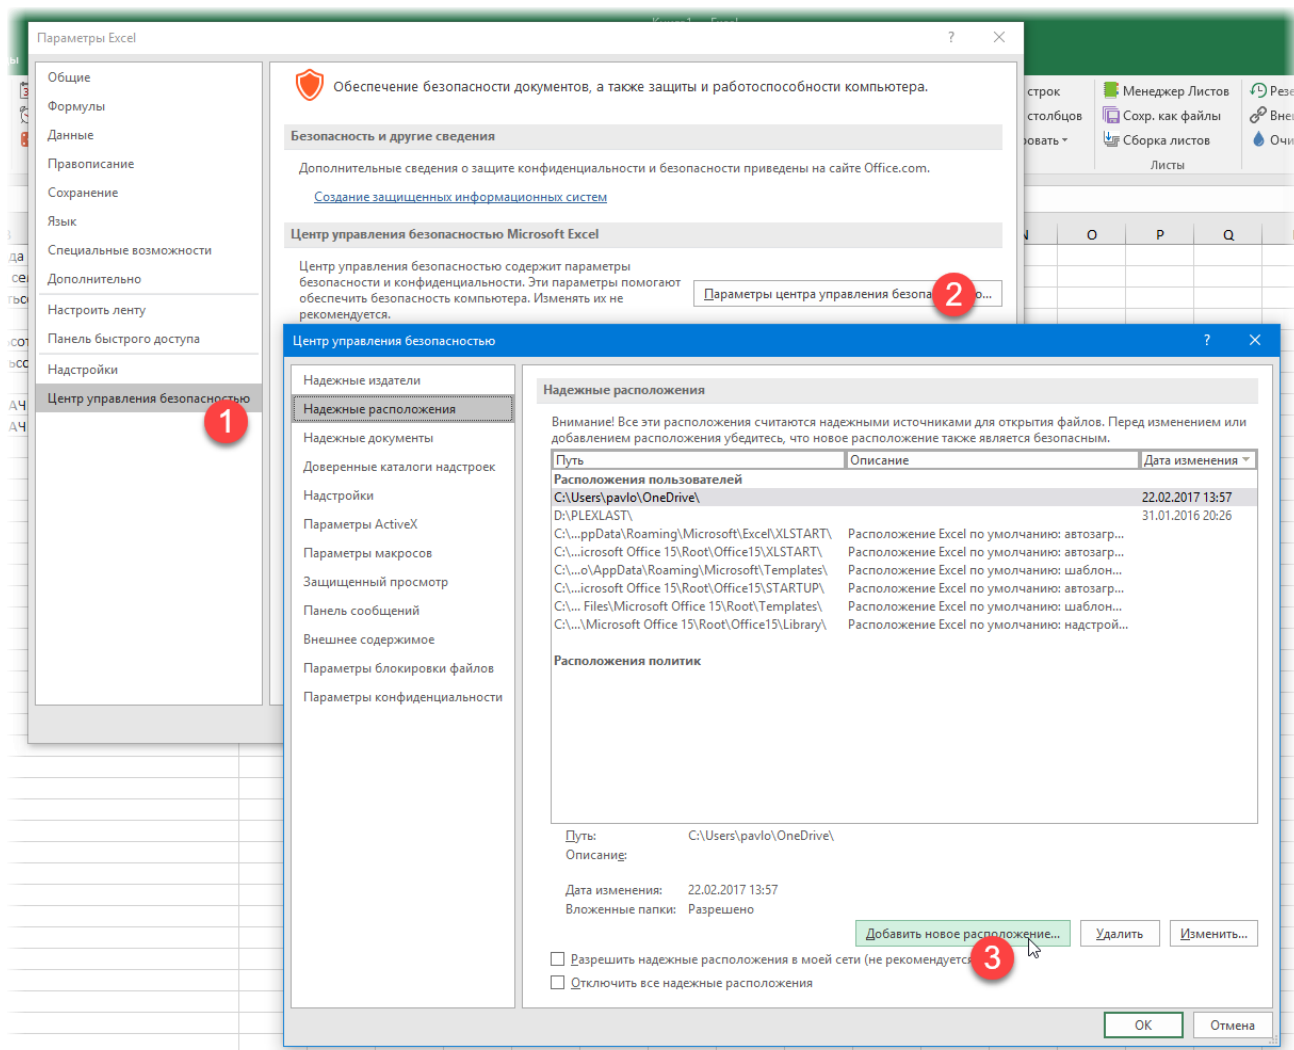 Параметры Excel
Общие
Формулы
Данные
Правописание
Сохранение
Язык
Специальные возможности
Дополнительно
Настроить ленту
Панель быстрого доступа
Надстройки
Центр управления безопасностью
1
Обеспечение безопасности документов, а также защиты и работоспособности компьютера.
Безопасность и другие сведения
Дополнительные сведения о защите конфиденциальности и безопасности приведены на сайте Office.com.
Создание защищенных информационных систем
Центр управления безопасностью Microsoft Excel
Центр управления безопасностью содержит параметры
безопасности и конфиденциальности. Эти параметры помогают
обеспечить безопасность компьютера. Изменять их не
рекомендуется.
Параметры центра управления
2
строк
столбцов
Менеджер Листов
Сохр. как файлы
Сборка листов
Листы
O P Q
Центр управления безопасностью
Надежные издатели
Надежные расположения
Надежные документы
Доверенные каталоги надстроек
Надстройки
Параметры ActiveX
Параметры макросов
Защищенный просмотр
Панель сообщений
Внешнее содержимое
Параметры блокировки файлов
Параметры конфиденциальности
Надежные расположения
Внимание! Все эти расположения считаются надежными источниками для открытия файлов. Перед изменением или
добавлением расположения убедитесь, что новое расположение также является безопасным.
Путь Описание Дата изменения
Расположения пользователей
C:\Users\pavlo\OneDrive\ 22.02.2017 13:57
D:\PLEXLAST\ 31.01.2016 20:26
C:\...ppData\Roaming\Microsoft\Excel\XLSTART\ Расположение Excel по умолчанию: автозагр...
C:\...icrosoft Office 15\Root\Office15\XLSTART\ Расположение Excel по умолчанию: автозагр...
C:\...o\AppData\Roaming\Microsoft\Templates\ Расположение Excel по умолчанию: шаблон...
C:\...icrosoft Office 15\Root\Office15\STARTUP\ Расположение Excel по умолчанию: автозагр...
C:\... Files\Microsoft Office 15\Root\Templates\ Расположение Excel по умолчанию: шаблон...
C:\...\Microsoft Office 15\Root\Office15\Library\ Расположение Excel по умолчанию: надстрой...
Расположения политик
Путь: C:\Users\pavlo\OneDrive\
Описание:
Дата изменения: 22.02.2017 13:57
Вложенные папки: Разрешено
Добавить новое расположение... Удалить Изменить...
3
Разрешить надежные расположения в моей сети (не рекомендуется
Отключить все надежные расположения
ОК Отмена